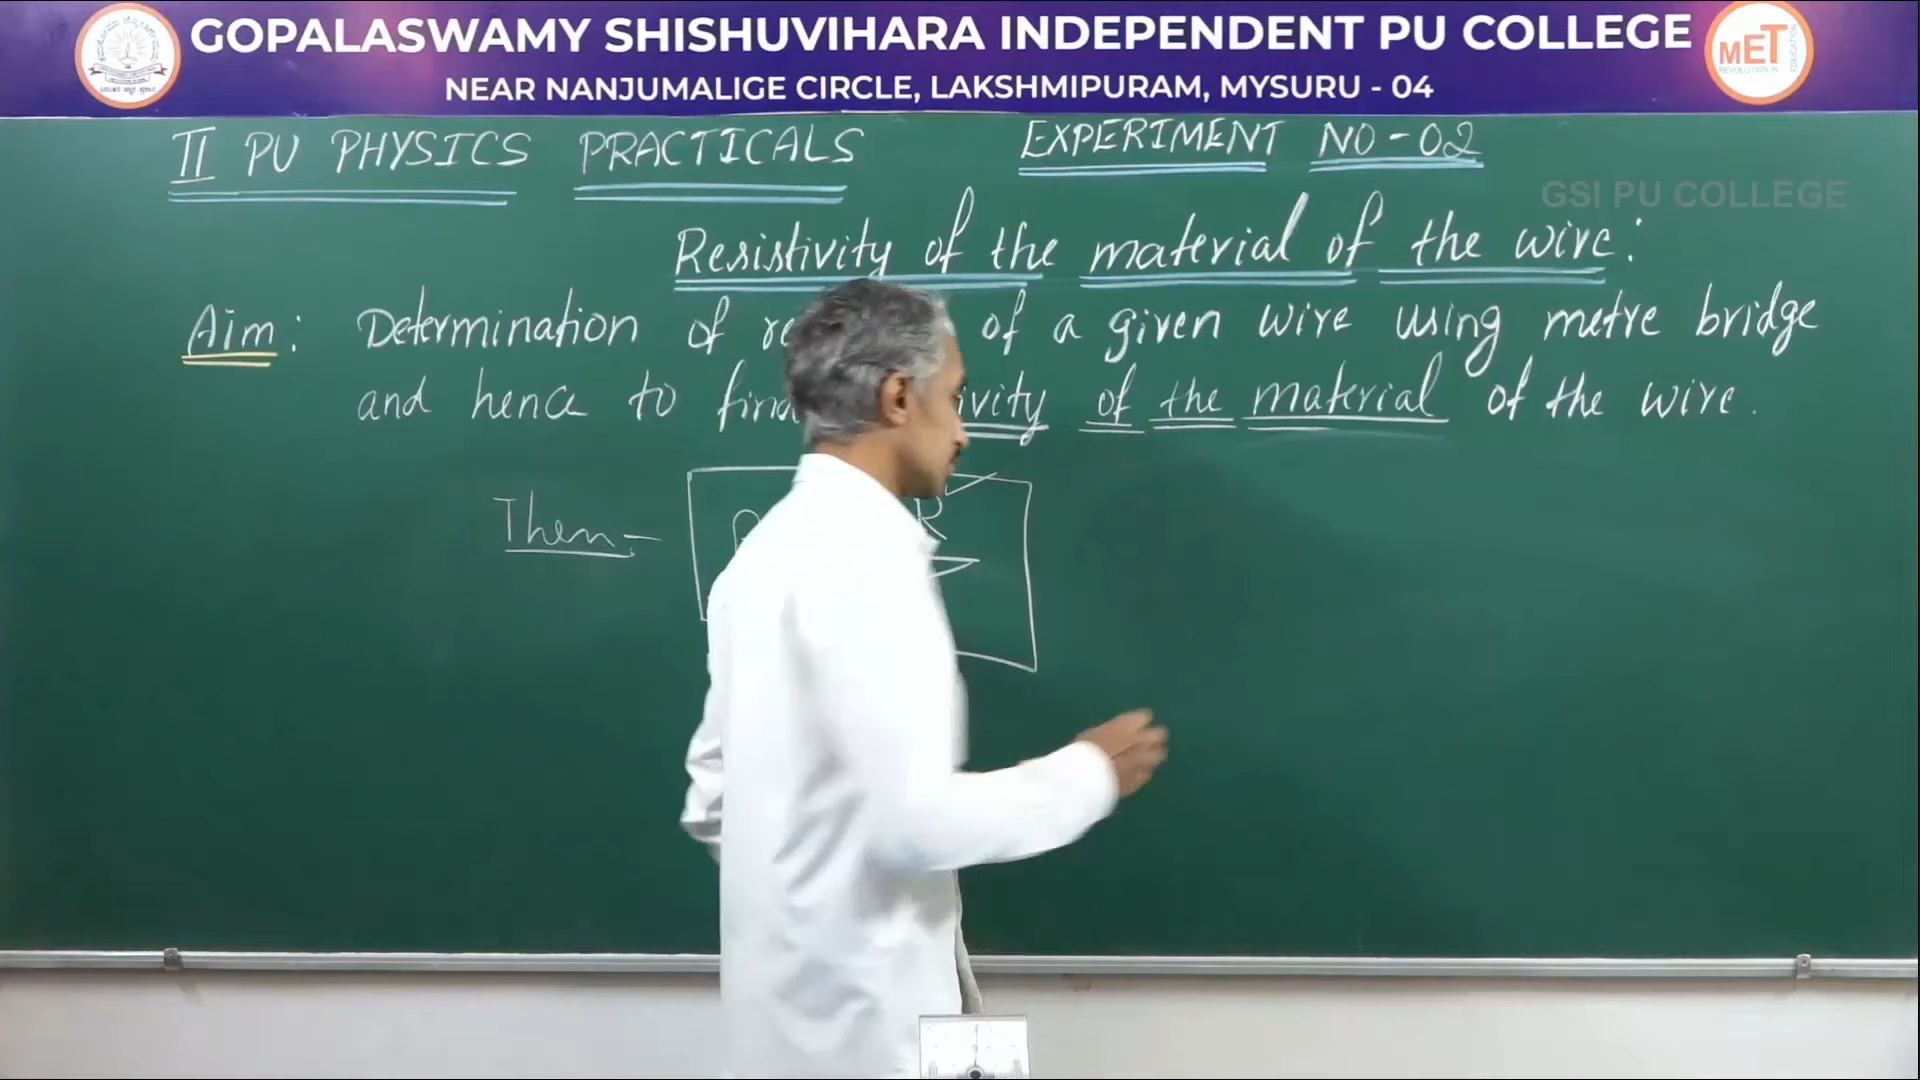 GOPALASWAMY SHISHUVIHARA INDEPENDENT PU COLLEGE
NEAR NANJUMALIGE CIRCLE, LAKSHMIPURAM, MYSURU - 04
MET
II PU PHYSICS PRACTICALS EXPERIMENT NO - 02
GSI PU COLLEGE
Resistivity of the material of the wire:
Aim: Determination of re of a given wire using metre bridge
and hence to find ivity of the material of the wire.
Then - R